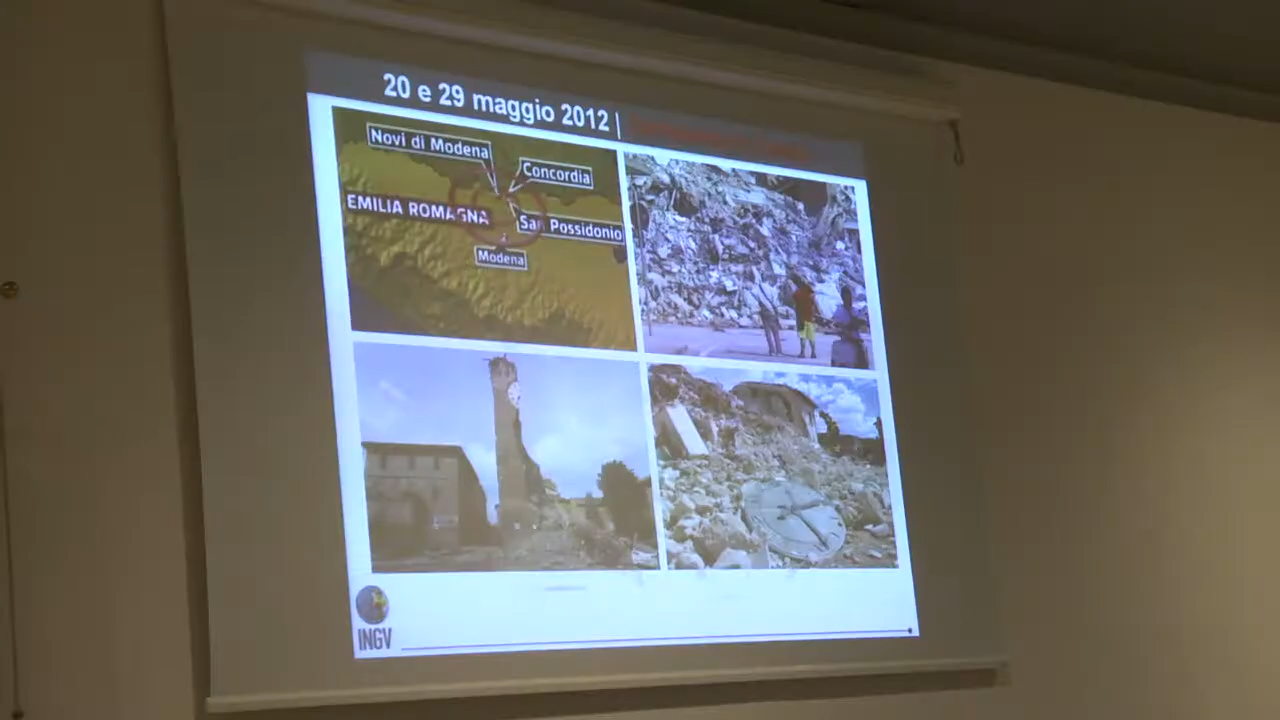 20 e 29 maggio 2012 |
Novi di Modena
Concordia
EMILIA ROMAGNA
San Possidonio
Modena
INGV